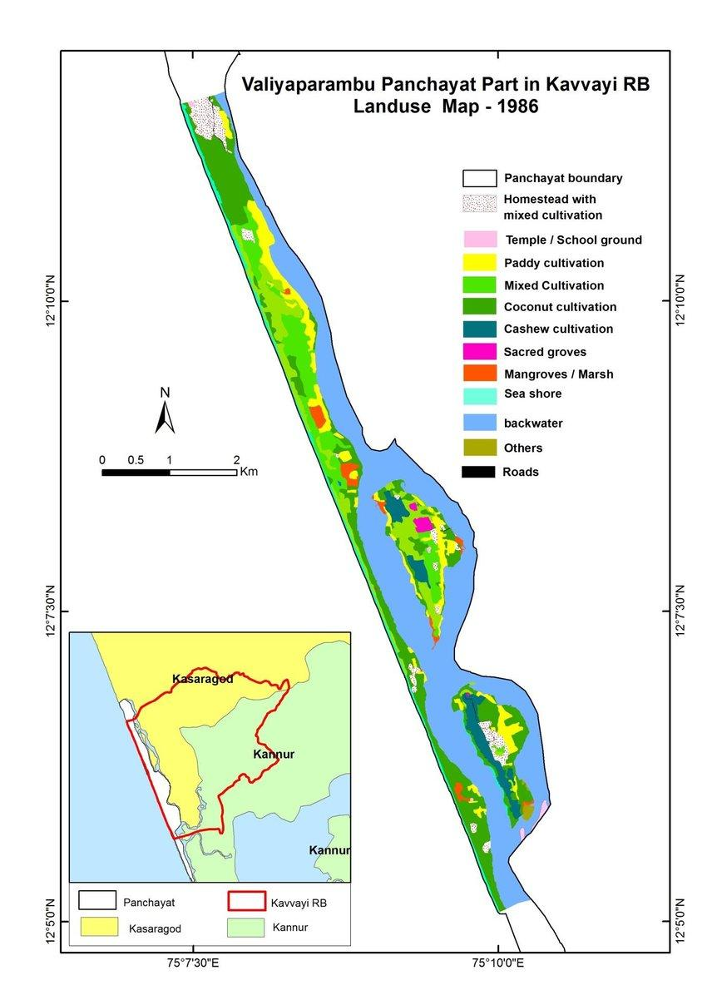 Valiyaparambu Panchayat Part in Kavvayi RB
Landuse Map - 1986
Panchayat boundary
Homestead with
mixed cultivation
Temple / School ground
Paddy cultivation
Mixed Cultivation
Coconut cultivation
Cashew cultivation
Sacred groves
Mangroves / Marsh
Sea shore
backwater
Others
Roads
12°10'0"N
12°10'0"N
N
0 0.5 1 2
Km
12°7'30"N
12°7'30"N
Kasaragod
Kannur
Kannur
Panchayat
Kavvayi RB
Kasaragod
Kannur
12°5'0"N
12°5'0"N
75°7'30"E
75°10'0"E